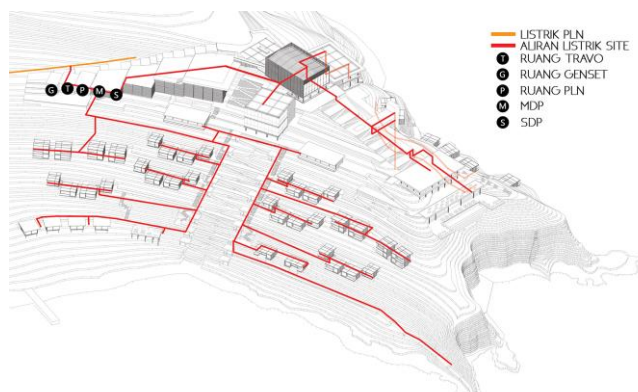 LISTRIK PLN
ALIRAN LISTRIK SITE
T RUANG TRAVO
G RUANG GENSET
P RUANG PLN
M MDP
S SDP
G T P M S